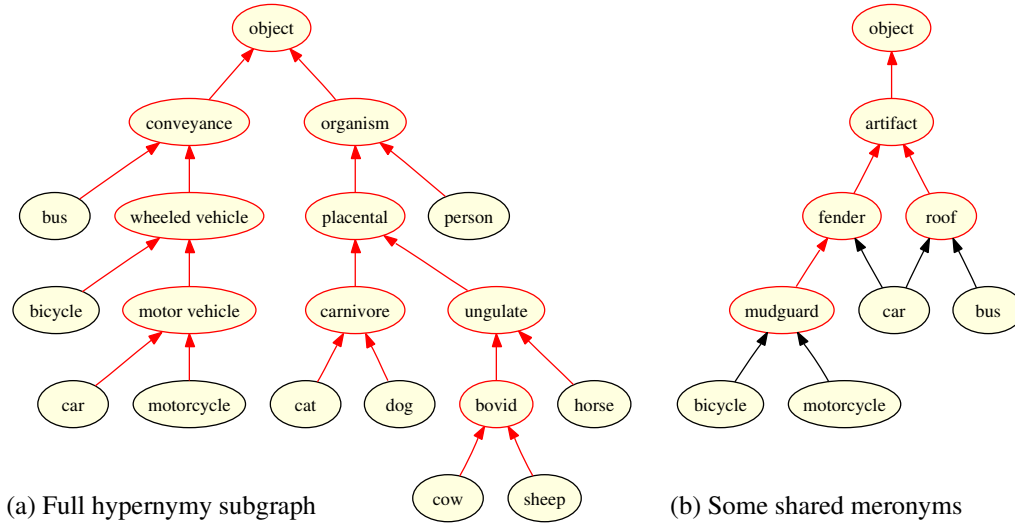 object
object
conveyance organism
artifact
bus wheeled vehicle placental person
fender roof
bicycle motor vehicle carnivore ungulate
mudguard car bus
car motorcycle cat dog bovid horse
bicycle motorcycle
cow sheep
(a) Full hypernymy subgraph
(b) Some shared meronyms